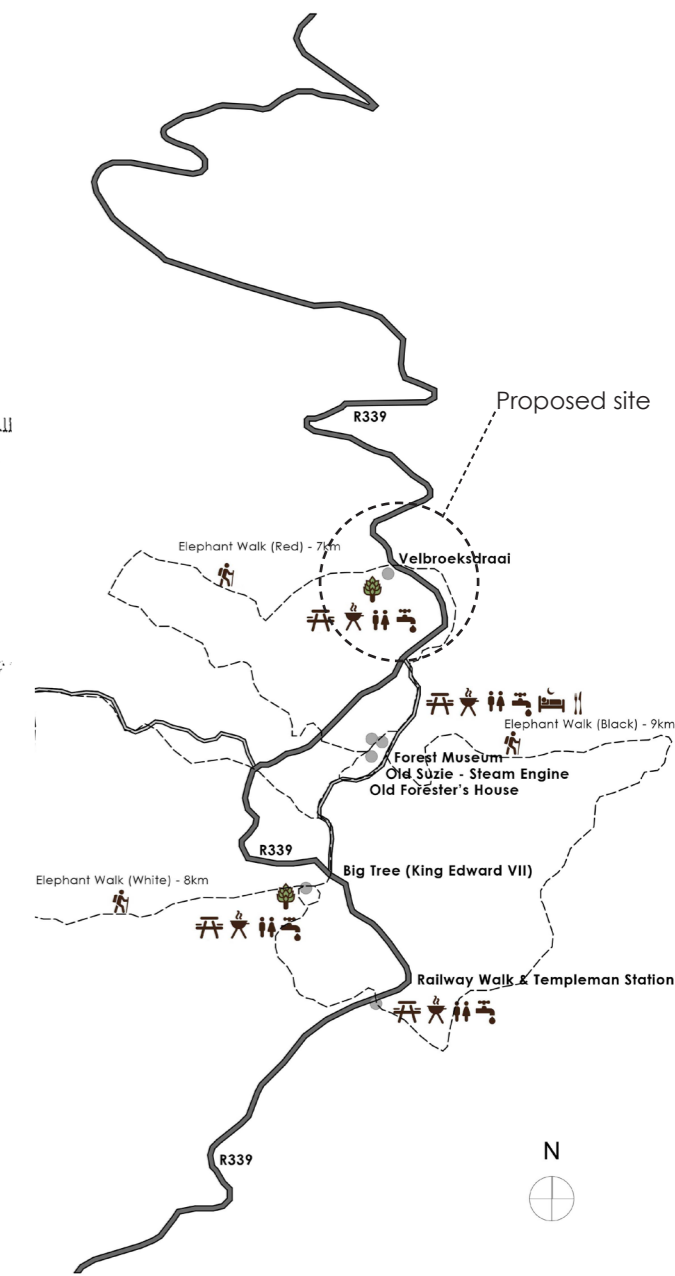 Proposed site
R339
Elephant Walk (Red) - 7km
Velbroeksdraai
Elephant Walk (Black) - 9km
Forest Museum
Old Suzie - Steam Engine
Old Forester's House
R339
Big Tree (King Edward VII)
Elephant Walk (White) - 8km
Railway Walk & Templeman Station
N
R339